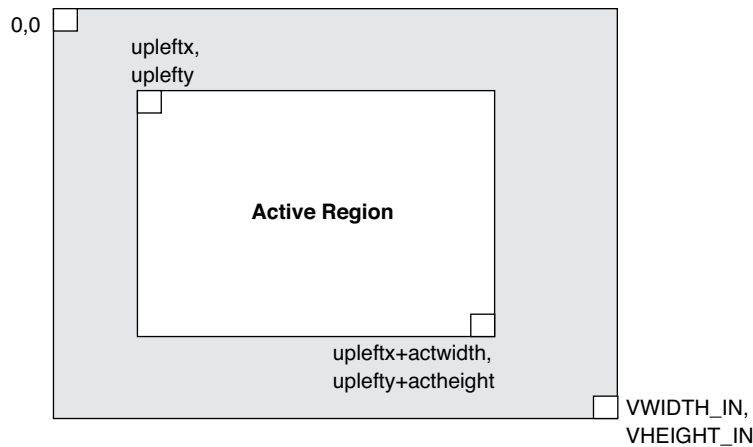 0,0
upleftx,
uplefty
Active Region
upleftx+actwidth,
uplefty+actheight
VWIDTH_IN,
VHEIGHT_IN